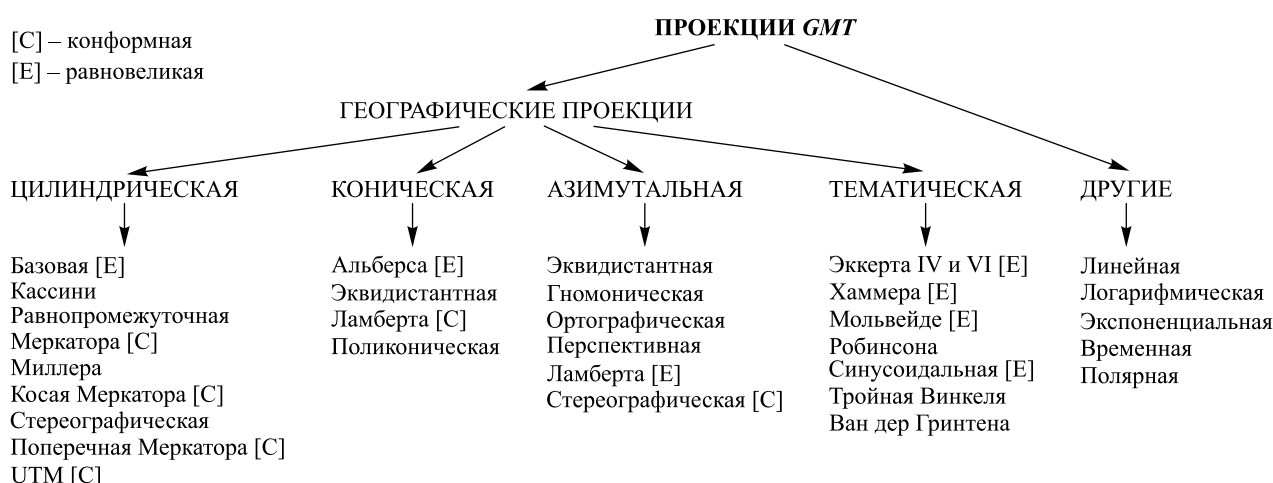 ПРОЕКЦИИ GMT
[C] – конформная
[E] – равновеликая
ГЕОГРАФИЧЕСКИЕ ПРОЕКЦИИ
ЦИЛИНДРИЧЕСКАЯ
Базовая [E]
Кассини
Равнопромежуточная
Меркатора [C]
Миллера
Косая Меркатора [C]
Стереографическая
Поперечная Меркатора [C]
UTM [C]
КОНИЧЕСКАЯ
Альберса [E]
Эквидистантная
Ламберта [C]
Поликоническая
АЗИМУТАЛЬНАЯ
Эквидистантная
Гномоническая
Ортографическая
Перспективная
Ламберта [E]
Стереографическая [C]
ТЕМАТИЧЕСКАЯ
Эккерта IV и VI [E]
Хаммера [E]
Мольвейде [E]
Робинсона
Синусоидальная [E]
Тройная Винкеля
Ван дер Гринтена
ДРУГИЕ
Линейная
Логарифмическая
Экспоненциальная
Временная
Полярная